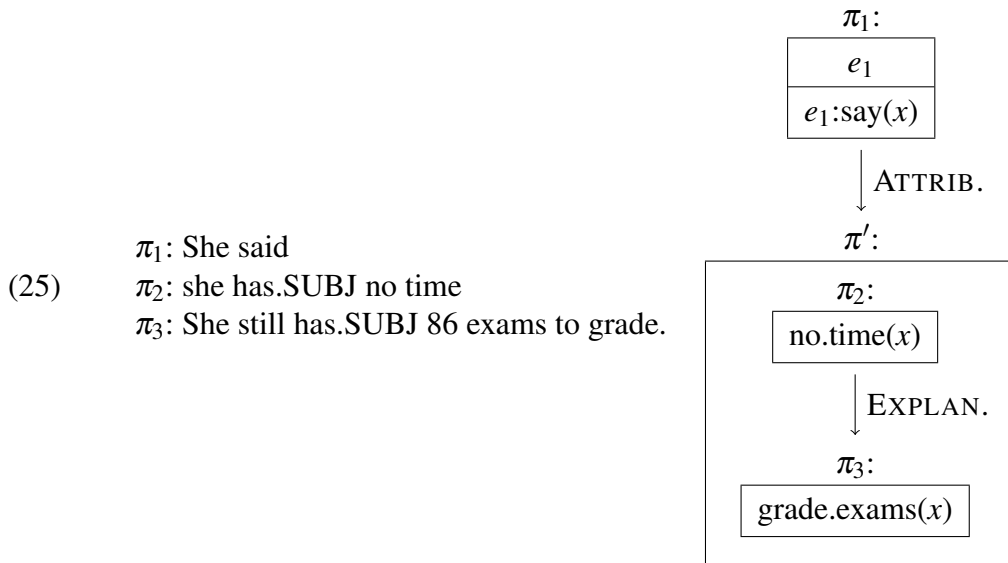 (25)
π₁: She said
π₂: she has.SUBJ no time
π₃: She still has.SUBJ 86 exams to grade.
π₁:
e₁
e₁:say(x)
ATTRIB.
π′:
π₂:
no.time(x)
EXPLAN.
π₃:
grade.exams(x)